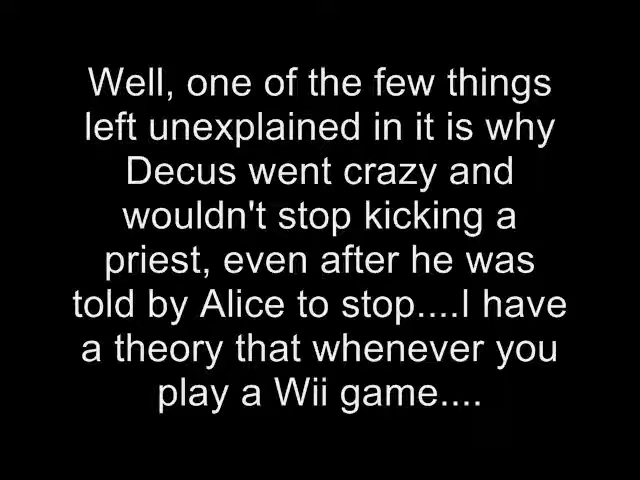 Well, one of the few things
left unexplained in it is why
Decus went crazy and
wouldn't stop kicking a
priest, even after he was
told by Alice to stop....I have
a theory that whenever you
play a Wii game....